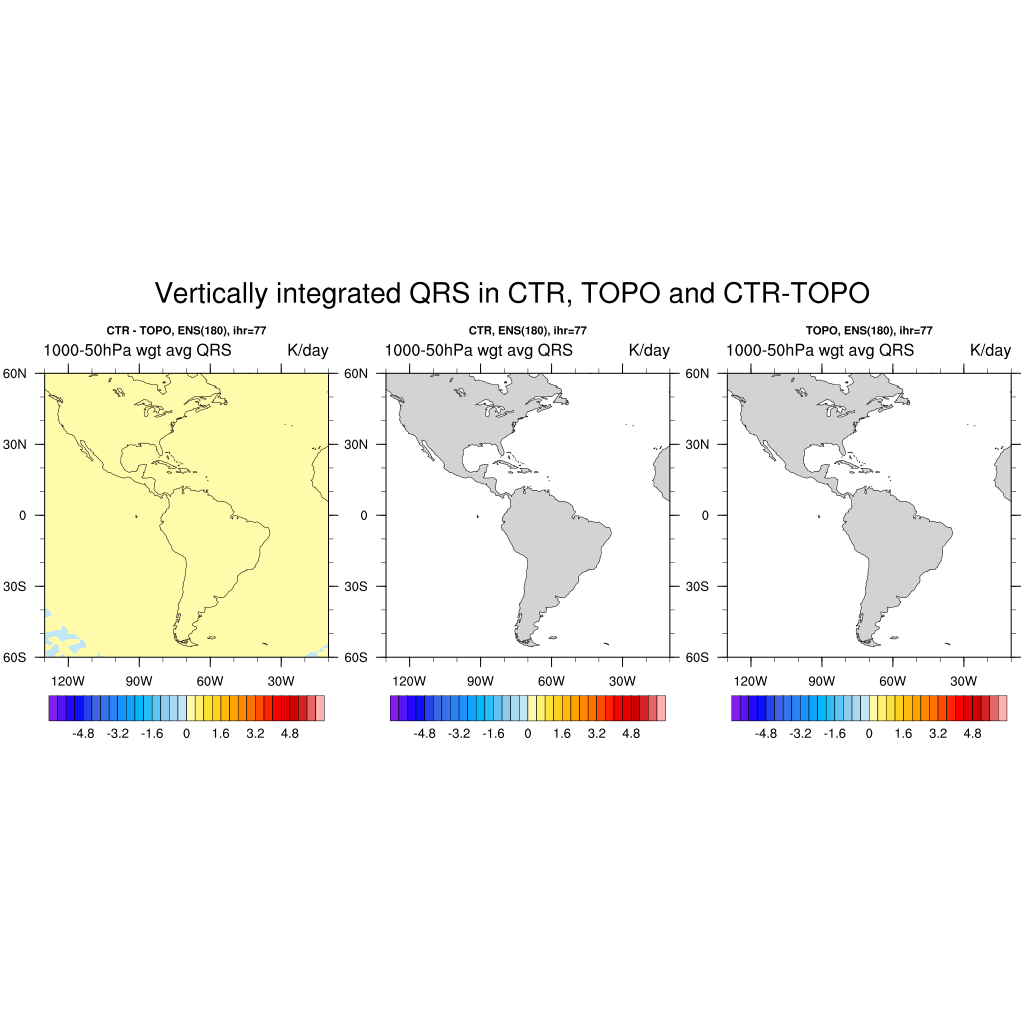 Vertically integrated QRS in CTR, TOPO and CTR-TOPO
CTR - TOPO, ENS(180), ihr=77
1000-50hPa wgt avg QRS K/day
60N
30N
0
30S
60S
120W 90W 60W 30W
-4.8 -3.2 -1.6 0 1.6 3.2 4.8
CTR, ENS(180), ihr=77
1000-50hPa wgt avg QRS K/day
60N
30N
0
30S
60S
120W 90W 60W 30W
-4.8 -3.2 -1.6 0 1.6 3.2 4.8
TOPO, ENS(180), ihr=77
1000-50hPa wgt avg QRS K/day
60N
30N
0
30S
60S
120W 90W 60W 30W
-4.8 -3.2 -1.6 0 1.6 3.2 4.8